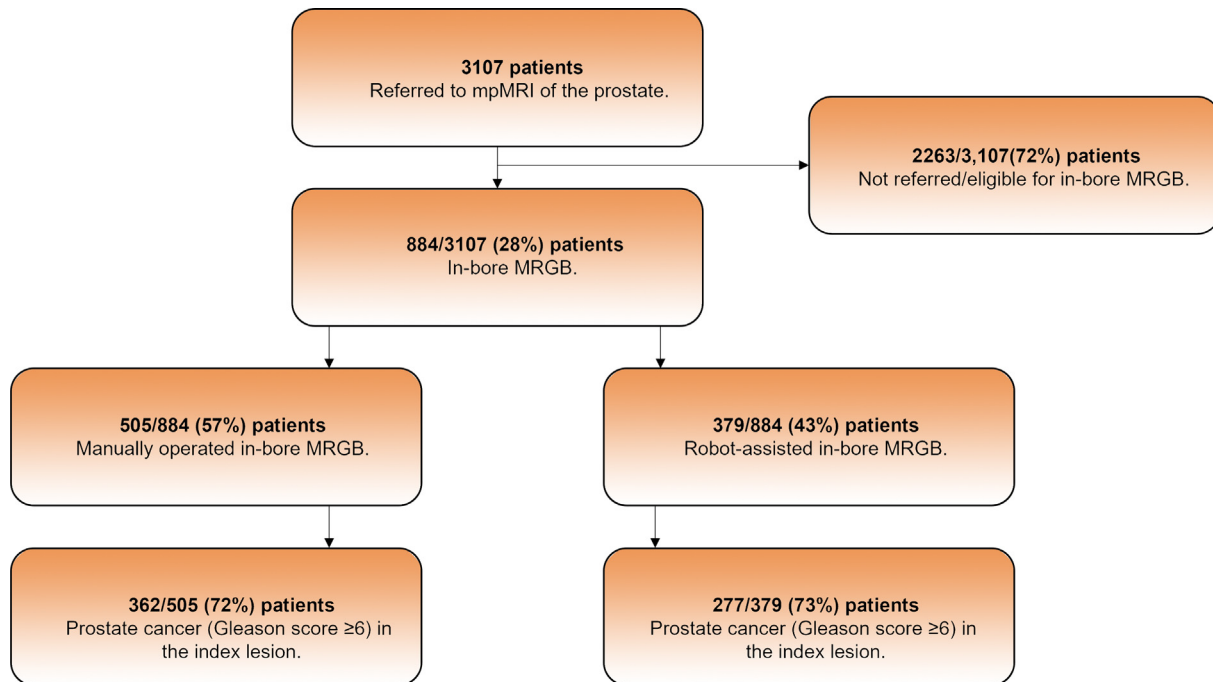 3107 patients
Referred to mpMRI of the prostate.
2263/3,107(72%) patients
Not referred/eligible for in-bore MRGB.
884/3107 (28%) patients
In-bore MRGB.
505/884 (57%) patients
Manually operated in-bore MRGB.
379/884 (43%) patients
Robot-assisted in-bore MRGB.
362/505 (72%) patients
Prostate cancer (Gleason score ≥6) in
the index lesion.
277/379 (73%) patients
Prostate cancer (Gleason score ≥6) in
the index lesion.